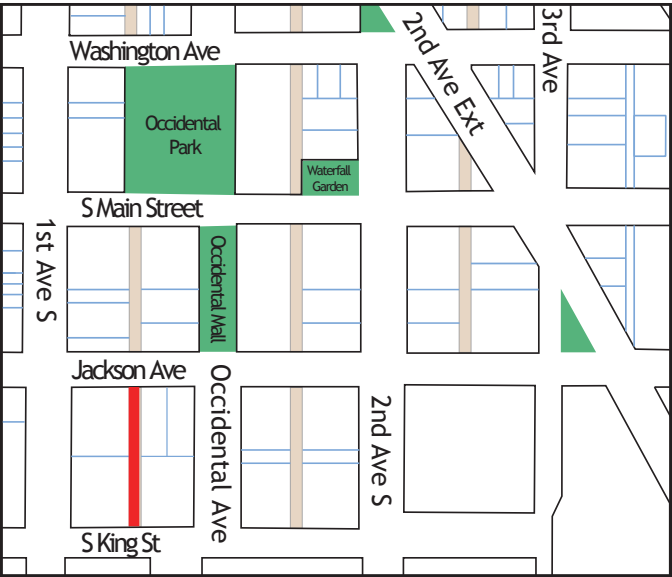 Washington Ave
2nd Ave Ext
3rd Ave
Occidental
Park
Waterfall
Garden
S Main Street
1st Ave S
Occidental Mall
Jackson Ave
Occidental Ave
2nd Ave S
S King St